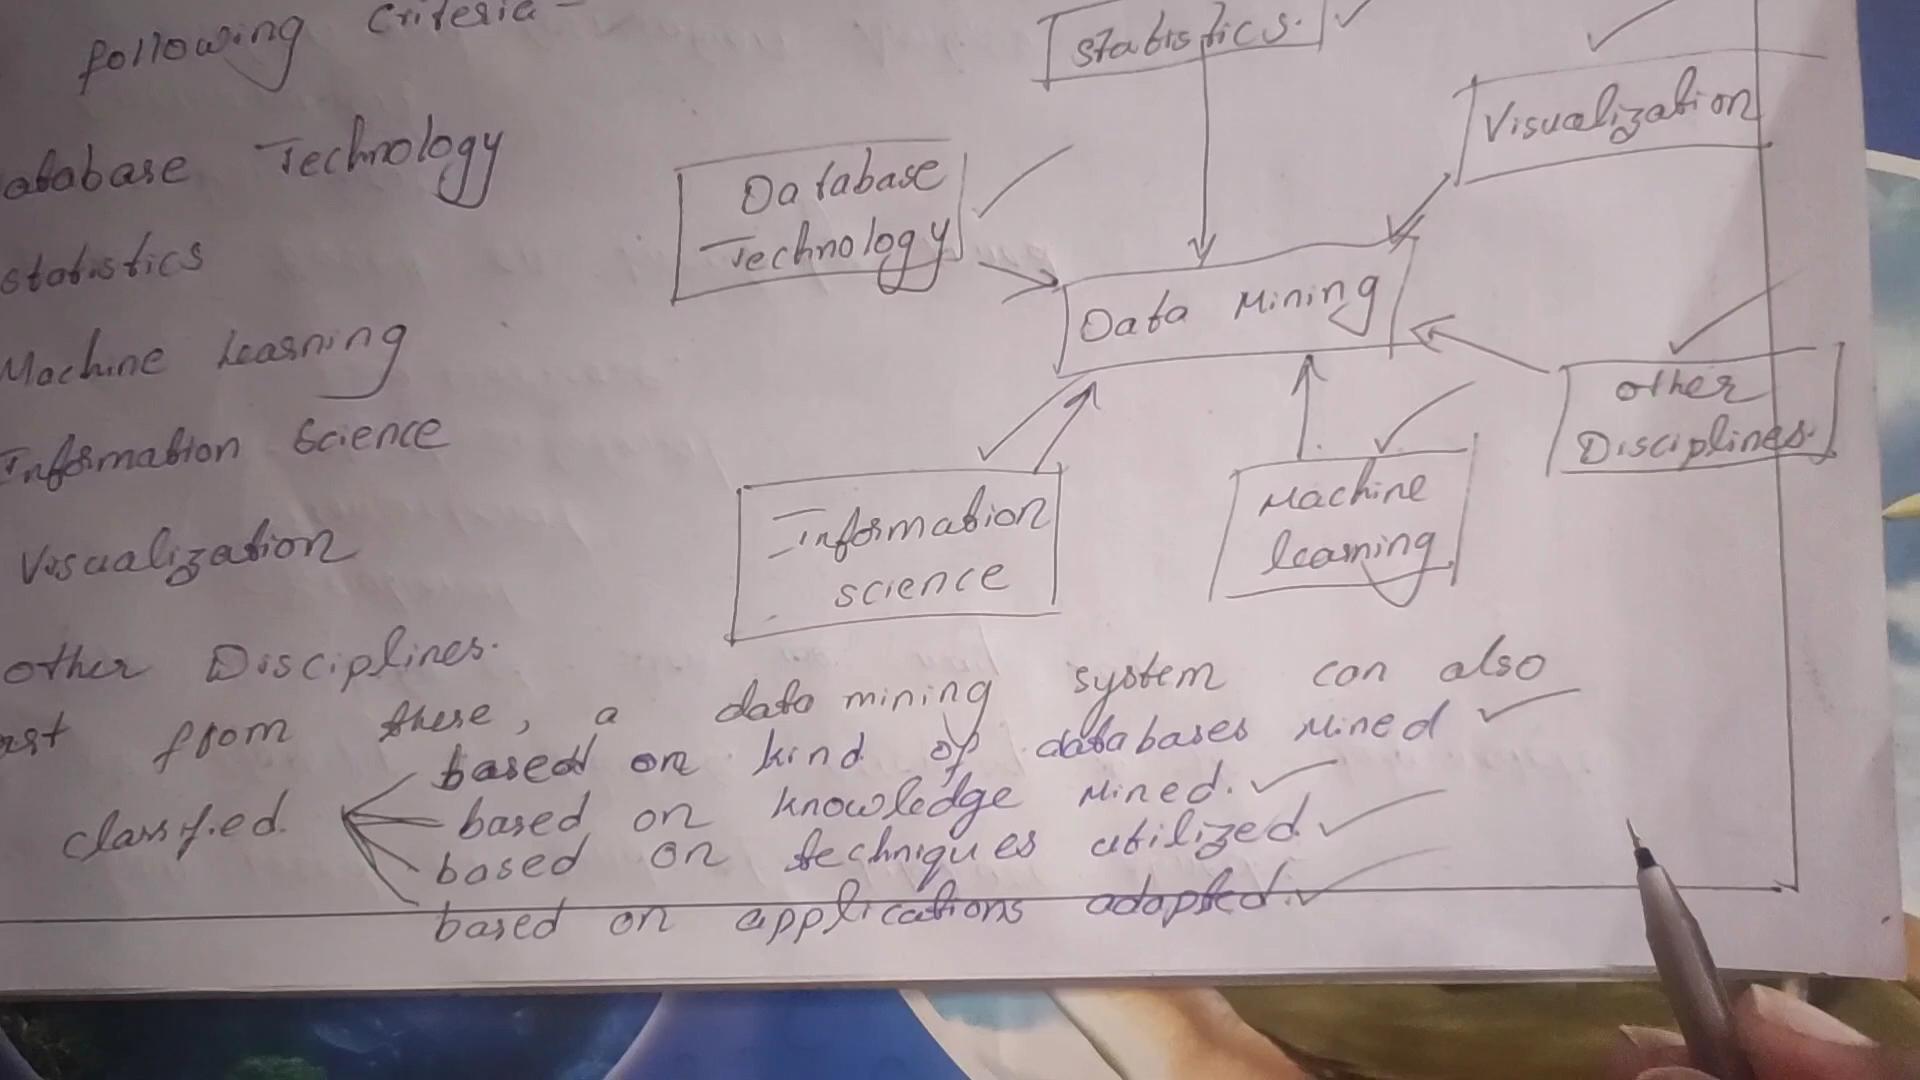 following criteria-
atabase Technology
statistics
Machine Learning
Information Science
Visualization
other Disciplines.
Statistics.
Visualization
Database
Technology
Data Mining
other
Disciplines.
Information
science
Machine
learning
from these, a data mining system can also
classified.
based on kind of databases Mined
based on knowledge Mined.
based on techniques utilized.
based on applications adapted.